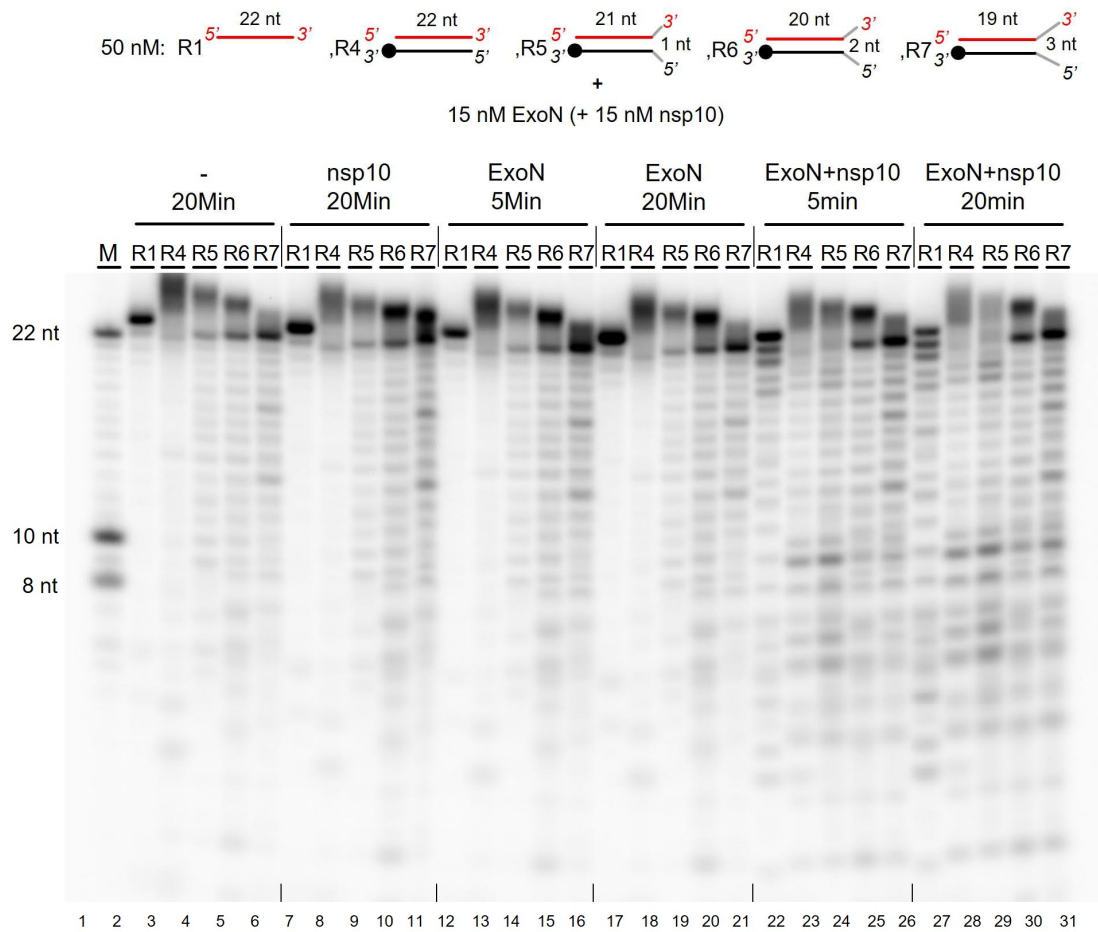 22 nt 22 nt 21 nt 20 nt 19 nt
50 nM: R1 5' 3' ,R4 5' 3' 3' 5' ,R5 5' 3' 3' 1 nt 5' ,R6 5' 3' 3' 2 nt 5' ,R7 5' 3' 3' 3 nt 5'
+
15 nM ExoN (+ 15 nM nsp10)
- nsp10 ExoN ExoN ExoN+nsp10 ExoN+nsp10
20Min 20Min 5Min 20Min 5min 20min
M R1 R4 R5 R6 R7 R1 R4 R5 R6 R7 R1 R4 R5 R6 R7 R1 R4 R5 R6 R7 R1 R4 R5 R6 R7 R1 R4 R5 R6 R7
22 nt
10 nt
8 nt
1 2 3 4 5 6 7 8 9 10 11 12 13 14 15 16 17 18 19 20 21 22 23 24 25 26 27 28 29 30 31